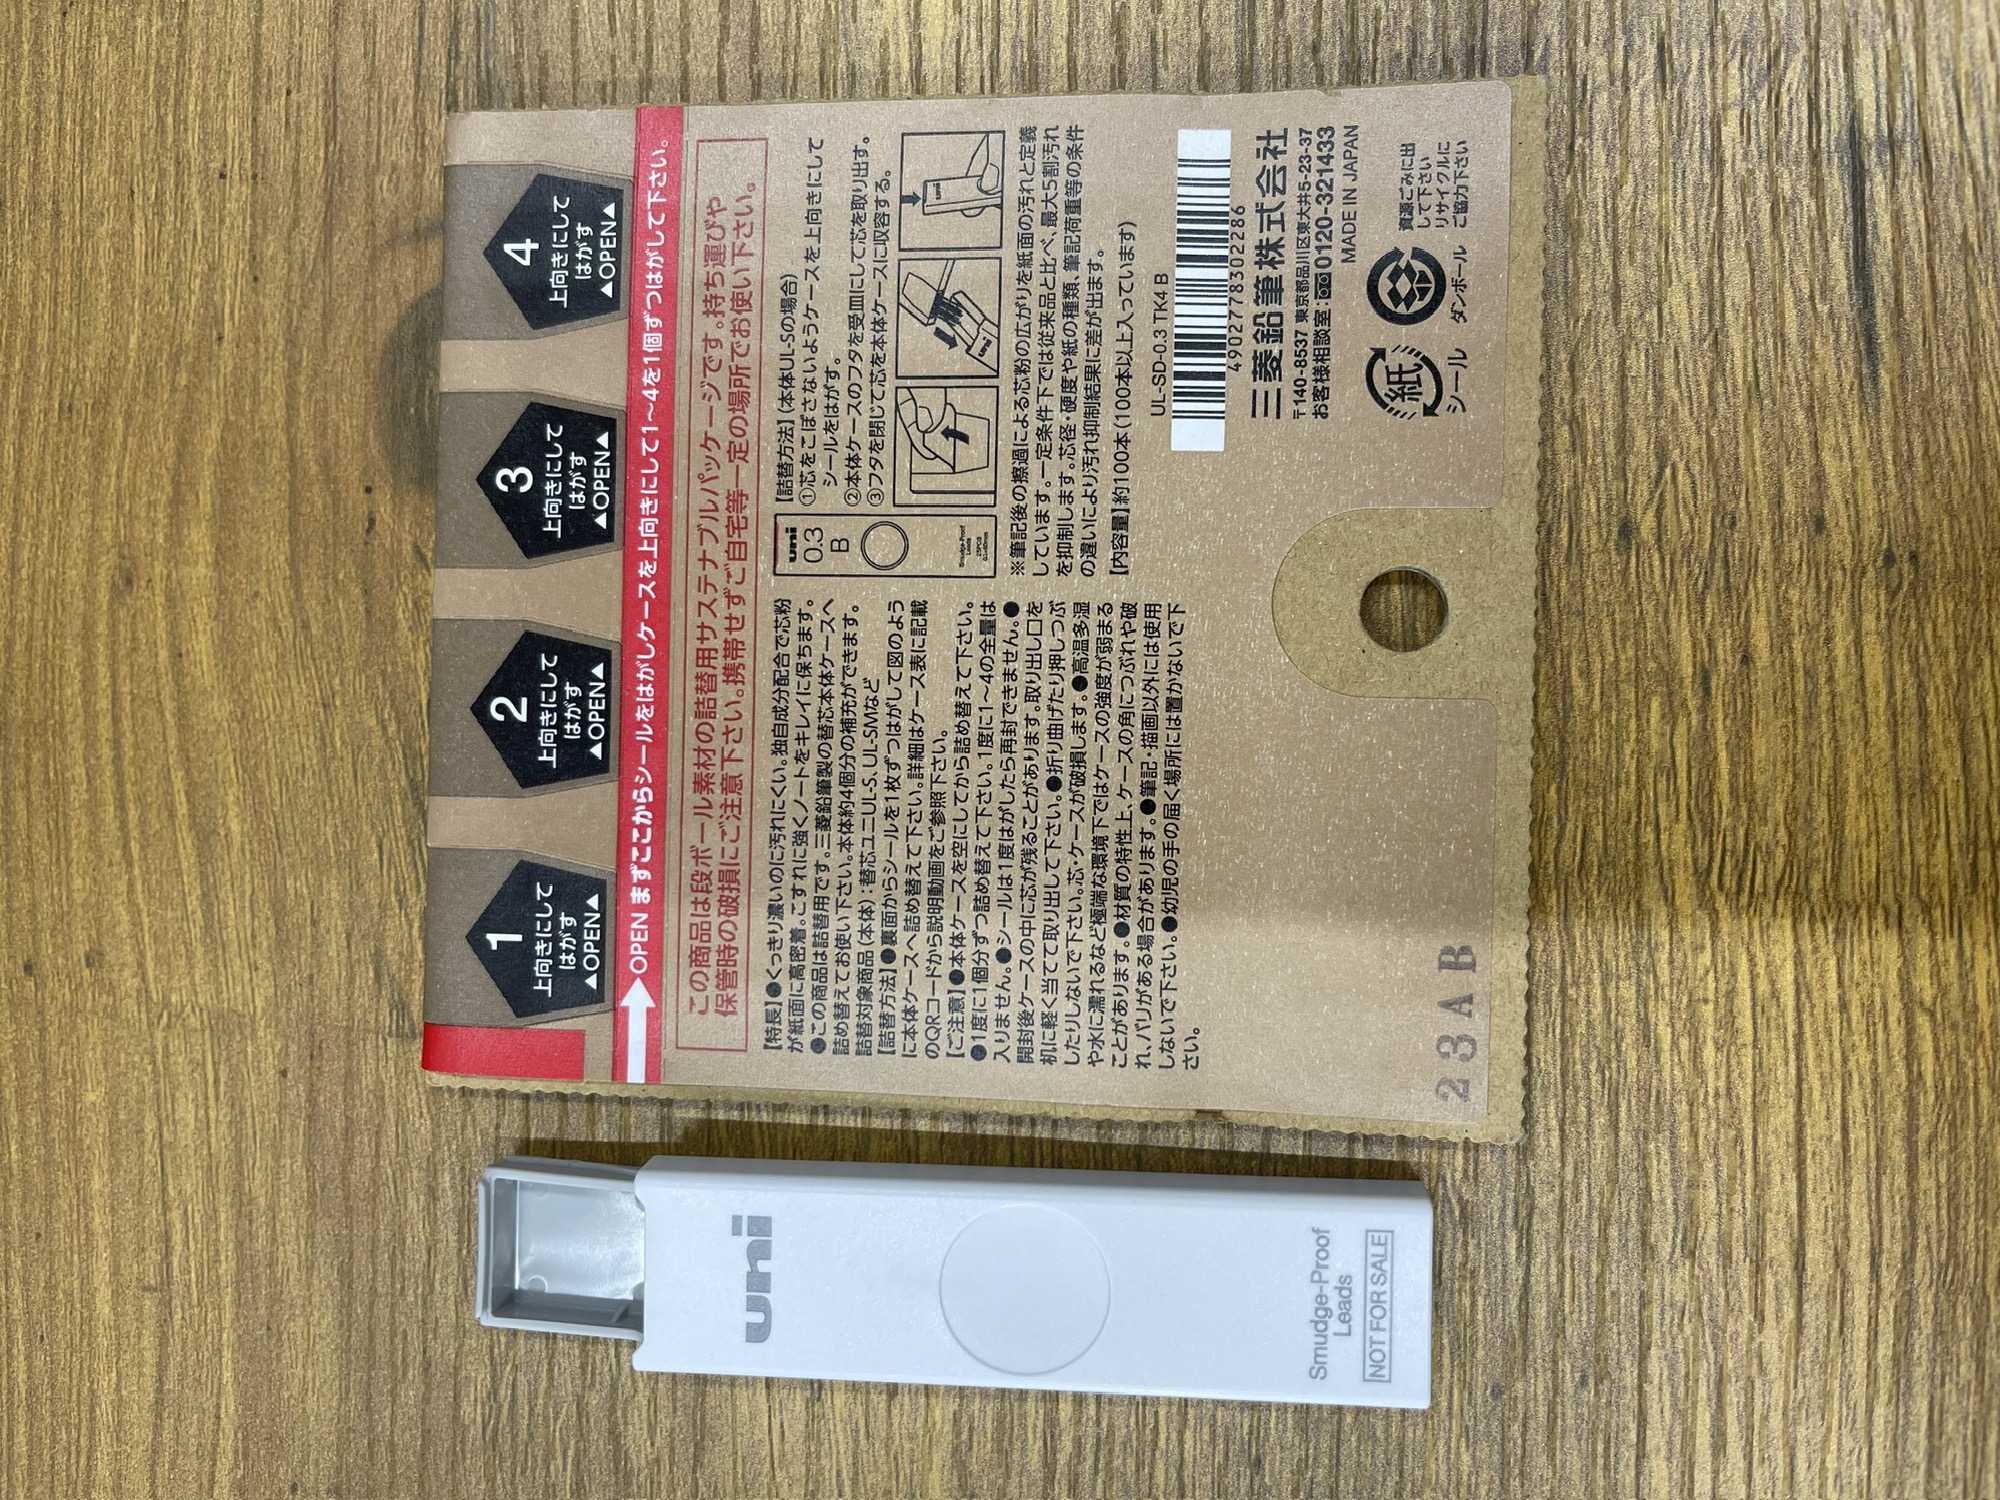 1
上向きにして
はがす
▲OPEN▲
2
上向きにして
はがす
▲OPEN▲
3
上向きにして
はがす
▲OPEN▲
4
上向きにして
はがす
▲OPEN▲
OPEN まずここからシールをはがしケースを上向きにして1〜4を1個ずつはがして下さい。
この商品は段ボール素材の詰替用サステナブルパッケージです。持ち運びや
保管時の破損にご注意下さい。携帯せずご自宅等一定の場所でお使い下さい。
【特長】●くっきり濃いのに汚れにくい。独自成分配合で芯粉
が紙面に高密着。こすれに強くノートをキレイに保ちます。
●この商品は詰替用です。三菱鉛筆製の替芯本体ケースへ
詰め替えてお使い下さい。本体約4個分の補充ができます。
詰替対象商品(本体):替芯ユニUL-S、UL-SMなど
【詰替方法】●裏面からシールを1枚ずつはがして図のよう
に本体ケースへ詰め替えて下さい。詳細はケース表に記載
のQRコードから説明動画をご参照下さい。
【ご注意】●本体ケースを空にしてから詰め替えて下さい。
●1度に1個分ずつ詰め替えて下さい。1度に1〜4の全量は
入りません。●シールは1度はがしたら再封できません。●
開封後ケースの中に芯が残ることがあります。取り出し口を
机に軽く当てて取り出して下さい。●折り曲げたり押しつぶ
したりしないで下さい。芯・ケースが破損します。●高温多湿
や水に濡れるなど極端な環境下ではケースの強度が弱まる
ことがあります。●材質の特性上、ケースの角につぶれや破
れ、バリがある場合があります。●筆記・描画以外には使用
しないで下さい。●幼児の手の届く場所には置かないで下
さい。
uni
0.3
B
Smudge-Proof
Leads
【詰替方法】(本体UL-Sの場合)
①芯をこぼさないようケースを上向きにして
シールをはがす。
②本体ケースのフタを受皿にして芯を取り出す。
③フタを閉じて芯を本体ケースに収容する。
uni
uni
※筆記後の擦過による芯粉の広がりを紙面の汚れと定義
しています。一定条件下では従来品と比べ、最大5割汚れ
を抑制します。芯径・硬度や紙の種類、筆記荷重等の条件
の違いにより汚れ抑制結果に差が出ます。
【内容量】約100本(100本以上入っています)
UL-SD-0.3 TK4 B
4902778302286
三菱鉛筆株式会社
〒140-8537 東京都品川区東大井5-23-37
お客様相談室:0120-321433
MADE IN JAPAN
紙
シール
ダンボール
資源ごみに出
して下さい
リサイクルに
ご協力下さい
23AB
uni
Smudge-Proof
Leads
NOT FOR SALE